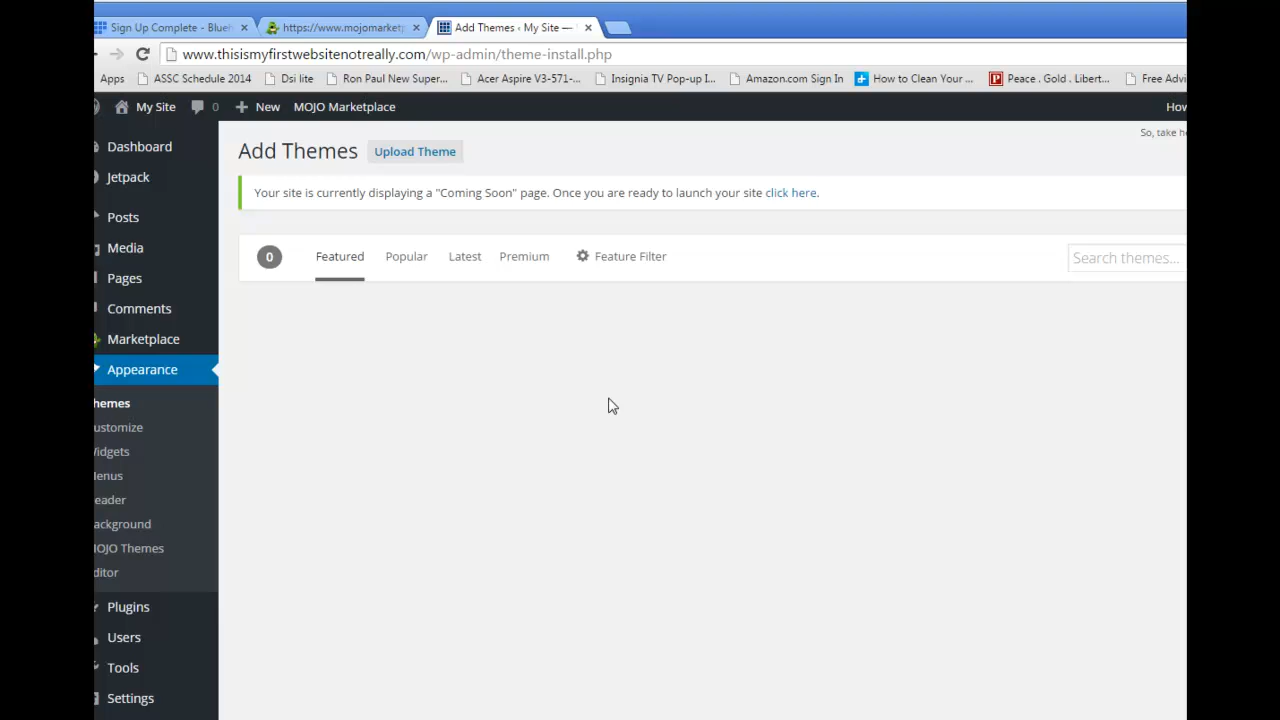 Sign Up Complete - Blueh
https://www.mojomarketp
Add Themes ‹ My Site —
www.thisismyfirstwebsitenotreally.com/wp-admin/theme-install.php
Apps ASSC Schedule 2014 Dsi lite Ron Paul New Super... Acer Aspire V3-571-... Insignia TV Pop-up I... Amazon.com Sign In How to Clean Your ... Peace . Gold . Libert... Free Advi
My Site 0 + New MOJO Marketplace How
So, take he
Dashboard
Jetpack
Posts
Media
Pages
Comments
Marketplace
Appearance
hemes
ustomize
Vidgets
enus
eader
ackground
OJO Themes
ditor
Plugins
Users
Tools
Settings
Add Themes Upload Theme
Your site is currently displaying a "Coming Soon" page. Once you are ready to launch your site click here.
0 Featured Popular Latest Premium Feature Filter Search themes...